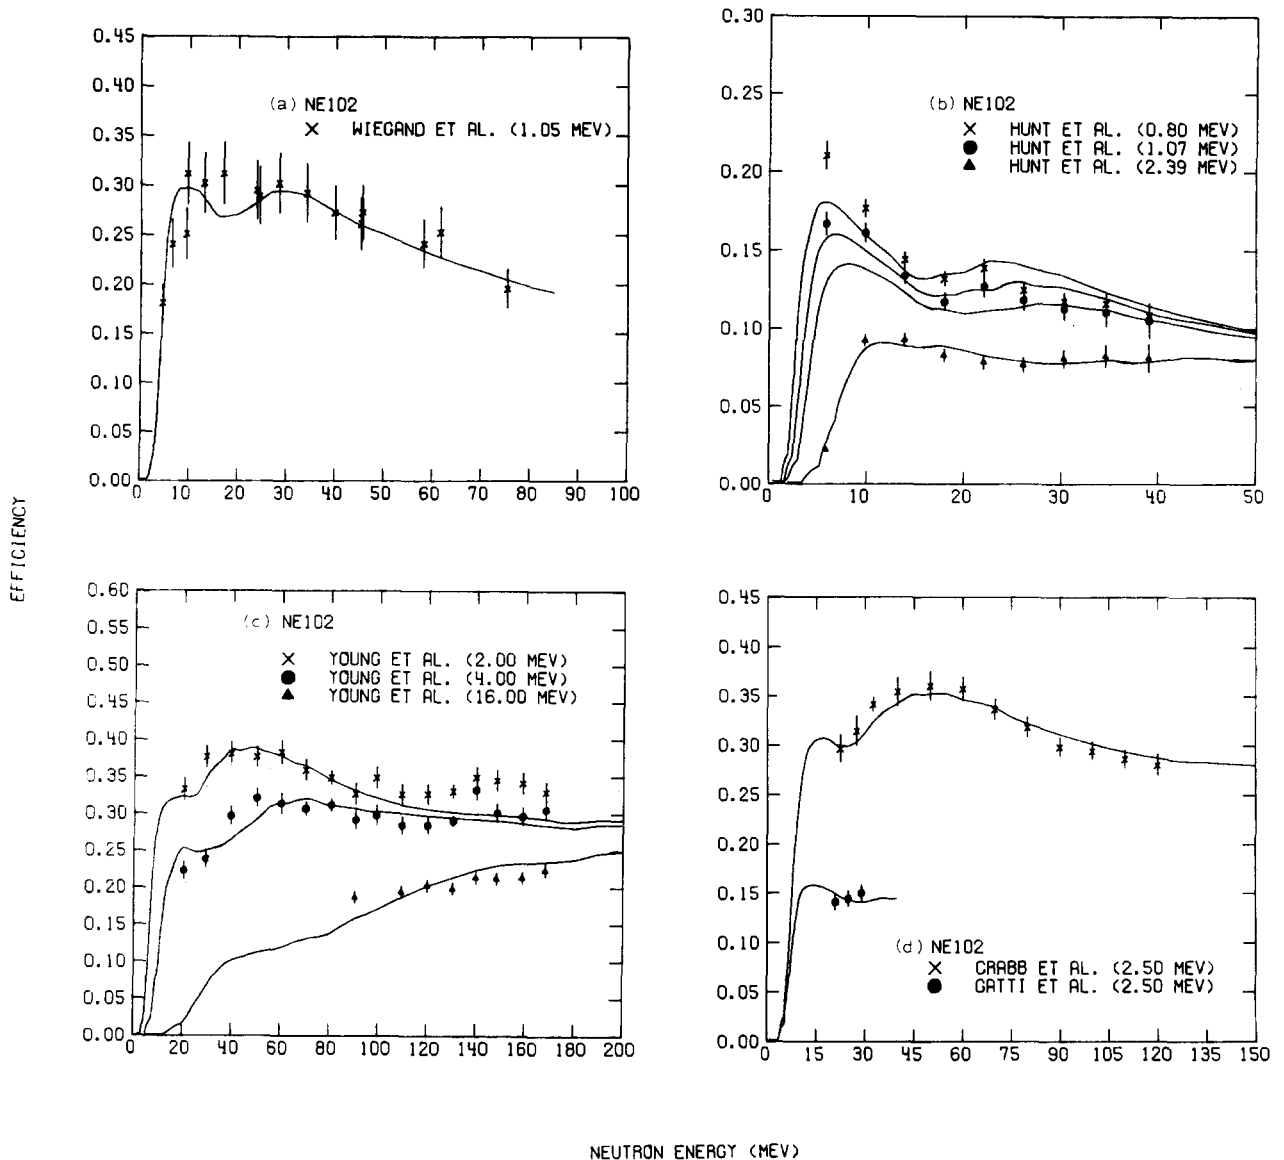 EFFICIENCY
0.45
0.40
0.35
0.30
0.25
0.20
0.15
0.10
0.05
0.00
(a) NE102
× WIEGAND ET AL. (1.05 MEV)
0 10 20 30 40 50 60 70 80 90 100
0.30
0.25
0.20
0.15
0.10
0.05
0.00
(b) NE102
× HUNT ET AL. (0.80 MEV)
● HUNT ET AL. (1.07 MEV)
▲ HUNT ET AL. (2.39 MEV)
0 10 20 30 40 50
0.60
0.55
0.50
0.45
0.40
0.35
0.30
0.25
0.20
0.15
0.10
0.05
0.00
(c) NE102
× YOUNG ET AL. (2.00 MEV)
● YOUNG ET AL. (4.00 MEV)
▲ YOUNG ET AL. (16.00 MEV)
0 20 40 60 80 100 120 140 160 180 200
0.45
0.40
0.35
0.30
0.25
0.20
0.15
0.10
0.05
0.00
(d) NE102
× CRABB ET AL. (2.50 MEV)
● GATTI ET AL. (2.50 MEV)
0 15 30 45 60 75 90 105 120 135 150
NEUTRON ENERGY (MEV)